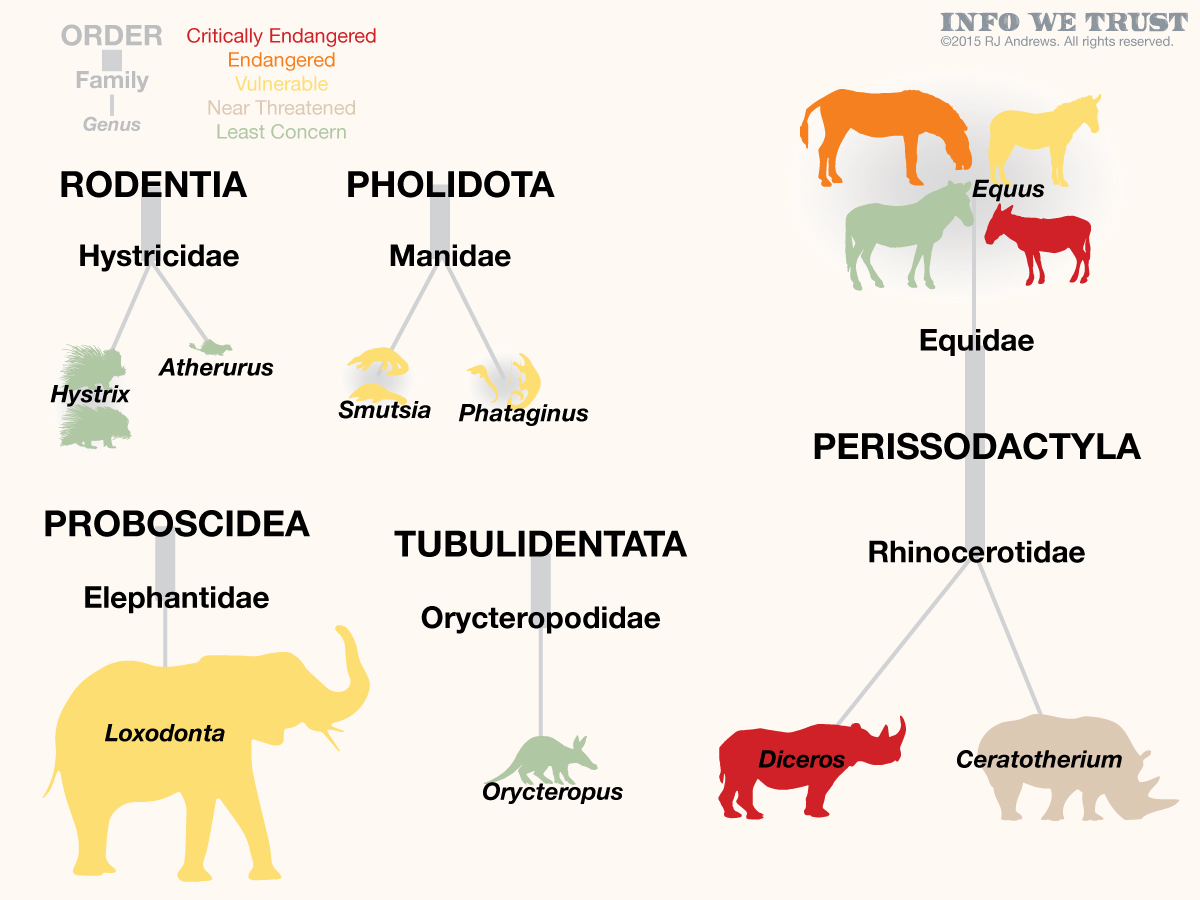 ORDER
Family
Genus
Critically Endangered
Endangered
Vulnerable
Near Threatened
Least Concern
INFO WE TRUST
©2015 RJ Andrews. All rights reserved.
RODENTIA
Hystricidae
Hystrix
Atherurus
PHOLIDOTA
Manidae
Smutsia
Phataginus
Equus
Equidae
PERISSODACTYLA
Rhinocerotidae
Diceros
Ceratotherium
PROBOSCIDEA
Elephantidae
Loxodonta
TUBULIDENTATA
Orycteropodidae
Orycteropus